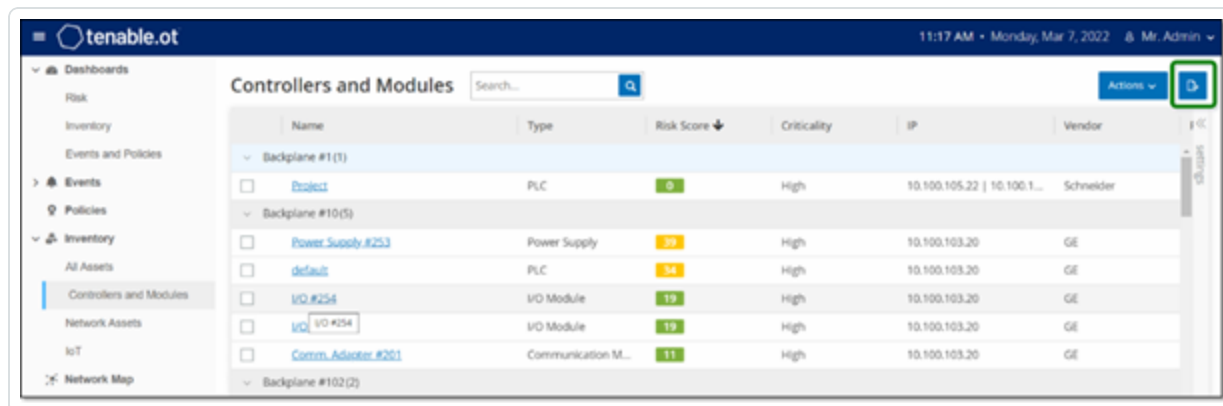 tenable.ot
11:17 AM • Monday, Mar 7, 2022 Mr. Admin
Dashboards
Risk
Inventory
Events and Policies
Events
Policies
Inventory
All Assets
Controllers and Modules
Network Assets
IoT
Network Map
Controllers and Modules Search... Actions
Name Type Risk Score Criticality IP Vendor
Settings
Backplane #1(1)
Project PLC 0 High 10.100.105.22 | 10.100.1... Schneider
Backplane #10(5)
Power Supply #253 Power Supply 39 High 10.100.103.20 GE
default PLC 34 High 10.100.103.20 GE
I/O #254 I/O Module 19 High 10.100.103.20 GE
I/O I/O #254 I/O Module 19 High 10.100.103.20 GE
Comm. Adapter #201 Communication M... 11 High 10.100.103.20 GE
Backplane #102(2)